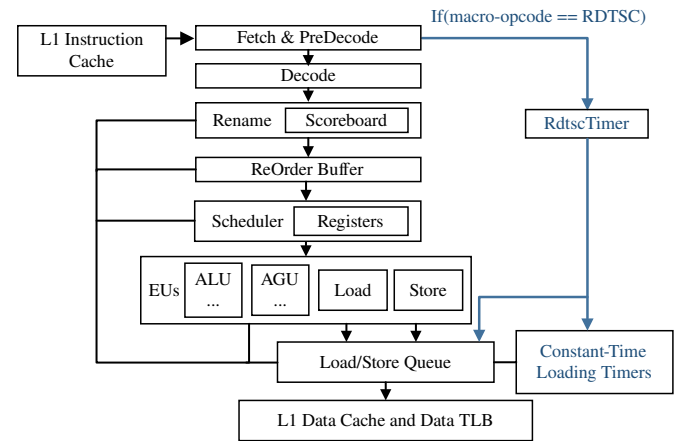 If(macro-opcode == RDTSC)
L1 Instruction
Cache
Fetch & PreDecode
Decode
Rename
Scoreboard
RdtscTimer
ReOrder Buffer
Scheduler
Registers
EUs
ALU
...
AGU
...
Load
Store
Load/Store Queue
Constant-Time
Loading Timers
L1 Data Cache and Data TLB